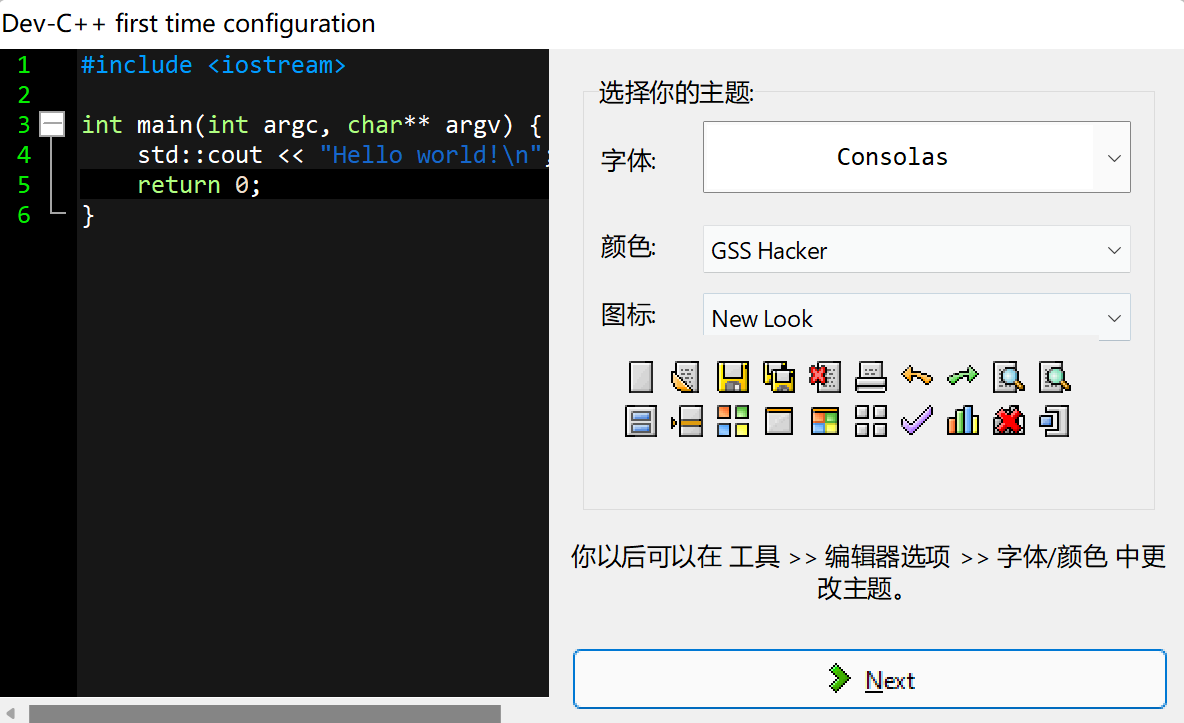 Dev-C++ first time configuration
1 #include <iostream>
2
3 int main(int argc, char** argv) {
4 std::cout << "Hello world!\n";
5 return 0;
6 }
选择你的主题:
字体: Consolas
颜色: GSS Hacker
图标: New Look
你以后可以在 工具 >> 编辑器选项 >> 字体/颜色 中更
改主题。
Next